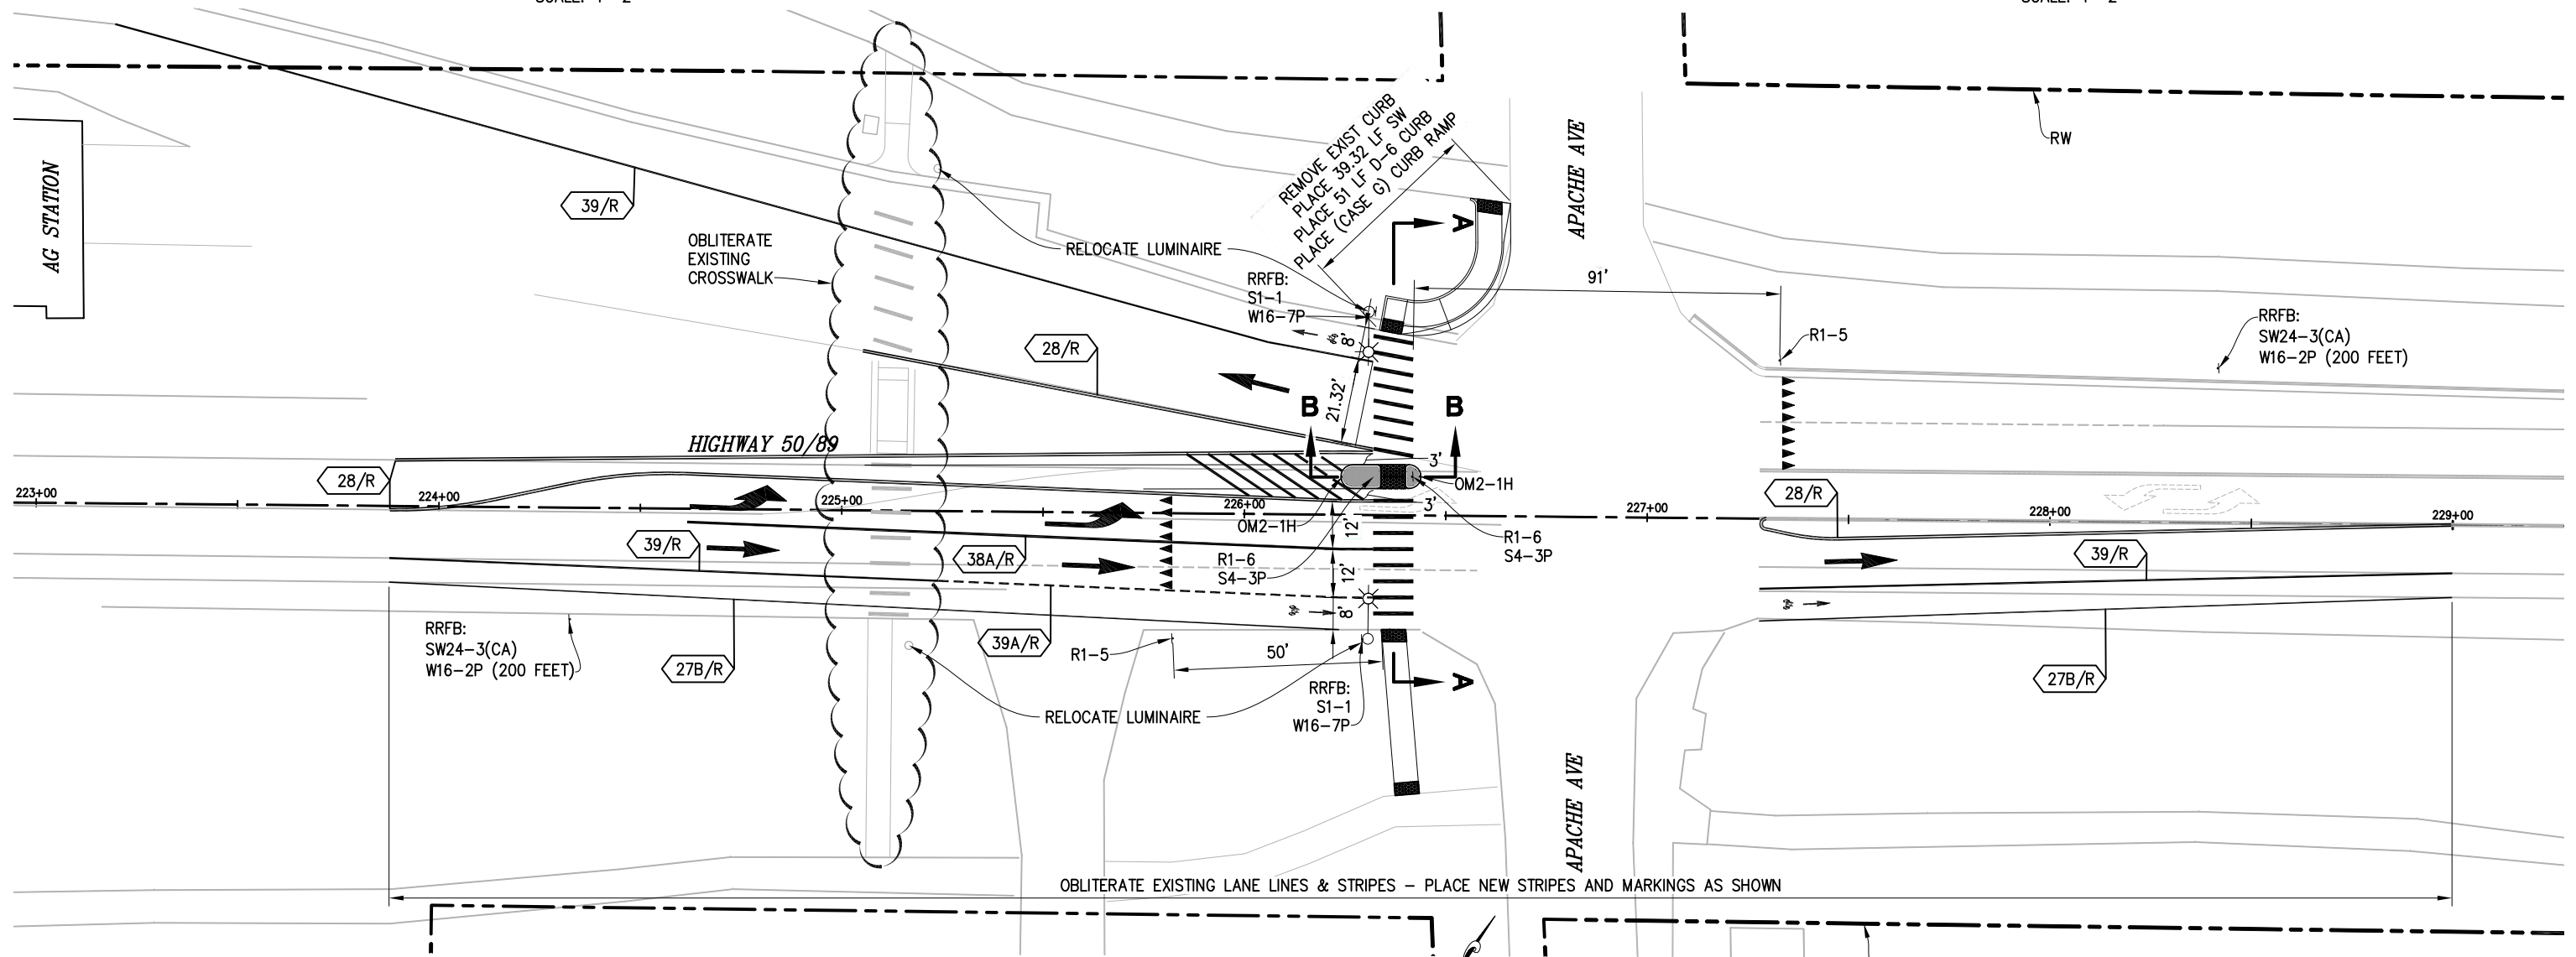 AG STATION
39/R
OBLITERATE
EXISTING
CROSSWALK
RELOCATE LUMINAIRE
REMOVE EXIST CURB
PLACE 39.32 LF SW
PLACE 51 LF D-6 CURB
PLACE (CASE G) CURB RAMP
A
APACHE AVE
RW
91'
RRFB:
S1-1
W16-7P
8'
R1-5
RRFB:
SW24-3(CA)
W16-2P (200 FEET)
28/R
21.32'
B
B
HIGHWAY 50/89
3'
OM2-1H
28/R
28/R
223+00
224+00
225+00
226+00
227+00
228+00
229+00
3'
OM2-1H
12'
39/R
38A/R
R1-6
S4-3P
12'
R1-6
S4-3P
39/R
8'
RRFB:
SW24-3(CA)
W16-2P (200 FEET)
27B/R
39A/R
R1-5
50'
A
RRFB:
S1-1
W16-7P
RELOCATE LUMINAIRE
27B/R
APACHE AVE
OBLITERATE EXISTING LANE LINES & STRIPES - PLACE NEW STRIPES AND MARKINGS AS SHOWN